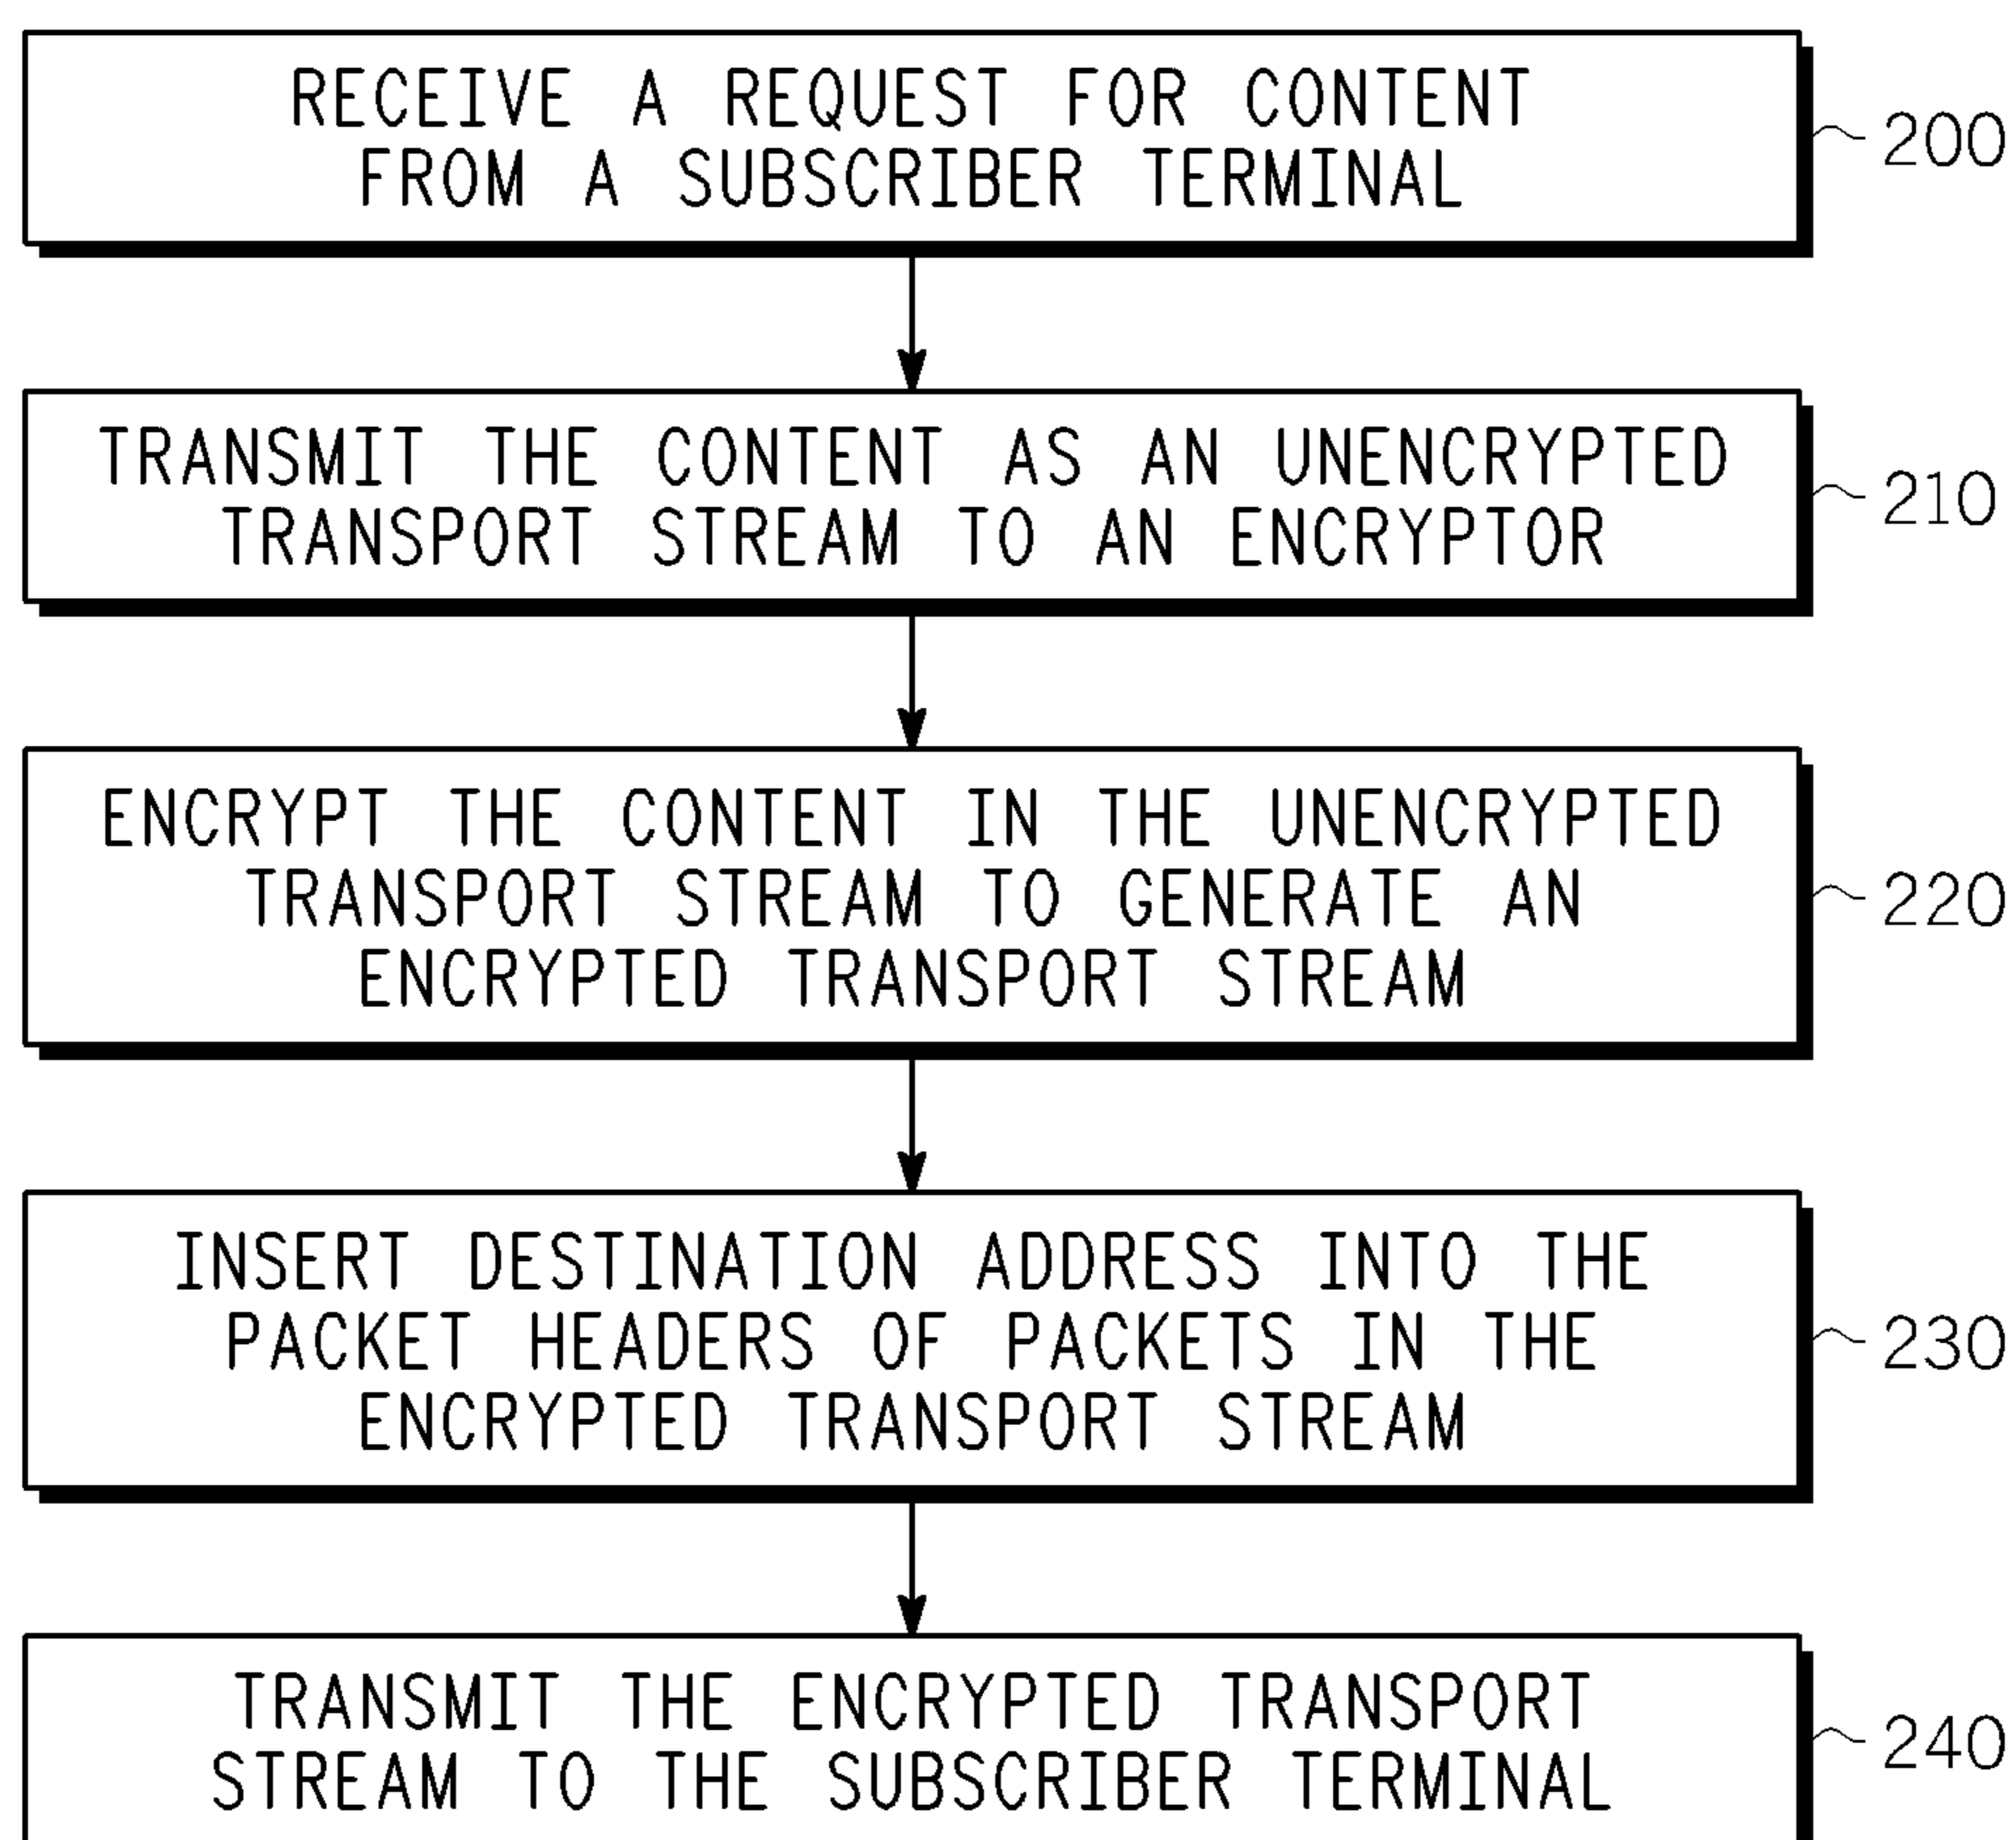 RECEIVE A REQUEST FOR CONTENT
FROM A SUBSCRIBER TERMINAL
200
TRANSMIT THE CONTENT AS AN UNENCRYPTED
TRANSPORT STREAM TO AN ENCRYPTOR
210
ENCRYPT THE CONTENT IN THE UNENCRYPTED
TRANSPORT STREAM TO GENERATE AN
ENCRYPTED TRANSPORT STREAM
220
INSERT DESTINATION ADDRESS INTO THE
PACKET HEADERS OF PACKETS IN THE
ENCRYPTED TRANSPORT STREAM
230
TRANSMIT THE ENCRYPTED TRANSPORT
STREAM TO THE SUBSCRIBER TERMINAL
240